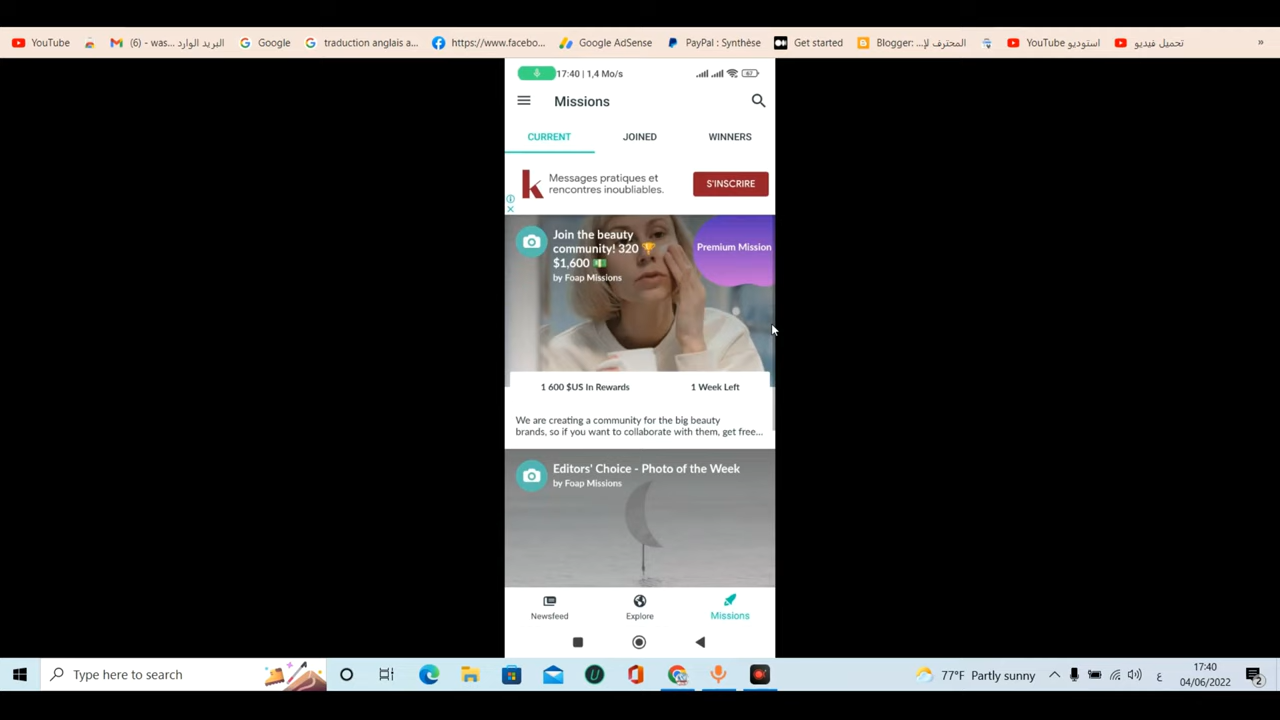 YouTube
(6) - was... البريد الوارد
Google
traduction anglais a...
https://www.facebo...
Google AdSense
PayPal : Synthèse
Get started
Blogger: ...المحترف للإ
استوديو YouTube
تحميل فيديو
»
17:40 | 1,4 Mo/s
67
Missions
CURRENT
JOINED
WINNERS
k
Messages pratiques et
rencontres inoubliables.
S'INSCRIRE
Join the beauty
community! 320 🏆
$1,600 💵
by Foap Missions
Premium Mission
1 600 $US In Rewards
1 Week Left
We are creating a community for the big beauty
brands, so if you want to collaborate with them, get free...
Editors' Choice - Photo of the Week
by Foap Missions
Newsfeed
Explore
Missions
Type here to search
77°F Partly sunny
ع
17:40
04/06/2022
2